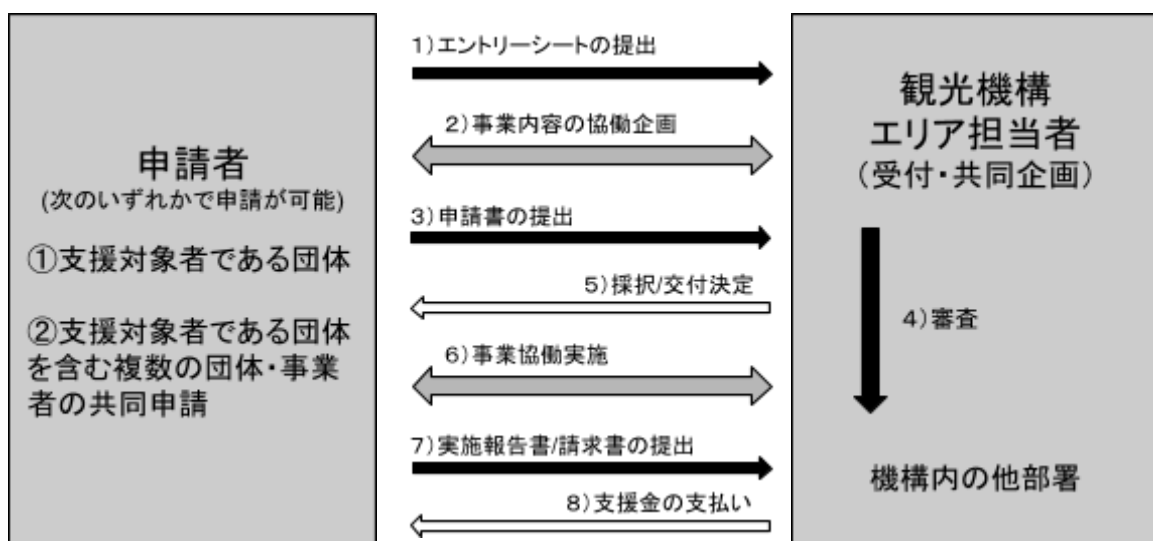 申請者
(次のいずれかで申請が可能)
①支援対象者である団体
②支援対象者である団体
を含む複数の団体・事業
者の共同申請
1)エントリーシートの提出
2)事業内容の協働企画
3)申請書の提出
5)採択/交付決定
6)事業協働実施
7)実施報告書/請求書の提出
8)支援金の支払い
観光機構
エリア担当者
(受付・共同企画)
4)審査
機構内の他部署